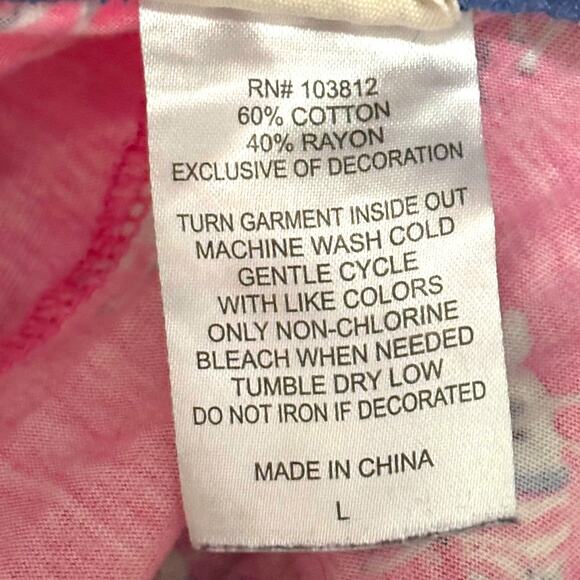 RN# 103812
60% COTTON
40% RAYON
EXCLUSIVE OF DECORATION
TURN GARMENT INSIDE OUT
MACHINE WASH COLD
GENTLE CYCLE
WITH LIKE COLORS
ONLY NON-CHLORINE
BLEACH WHEN NEEDED
TUMBLE DRY LOW
DO NOT IRON IF DECORATED
MADE IN CHINA
L